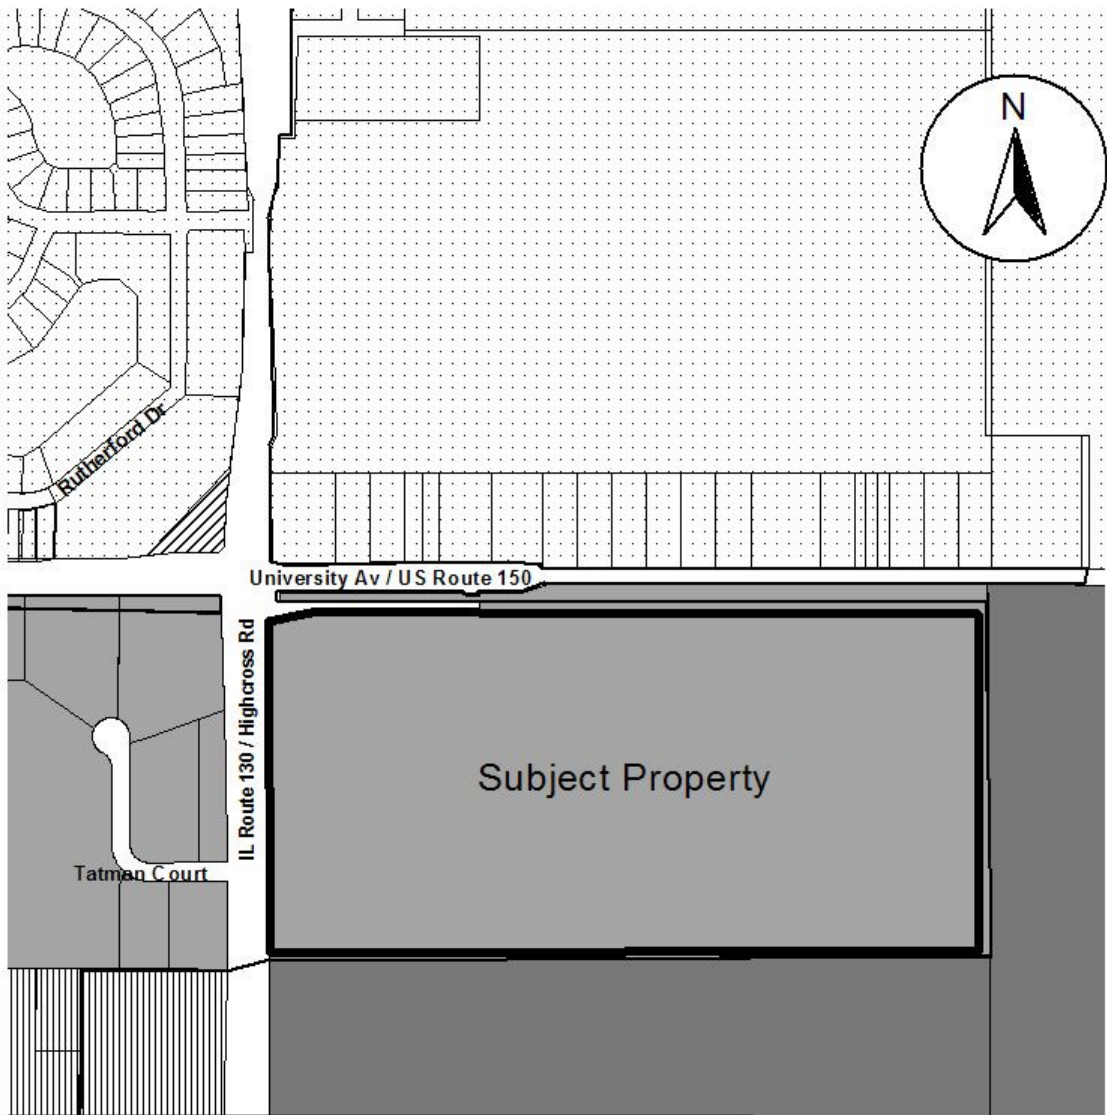 N
Rutherford Dr
University Av / US Route 150
IL Route 130 / Highcross Rd
Subject Property
Tatman Court